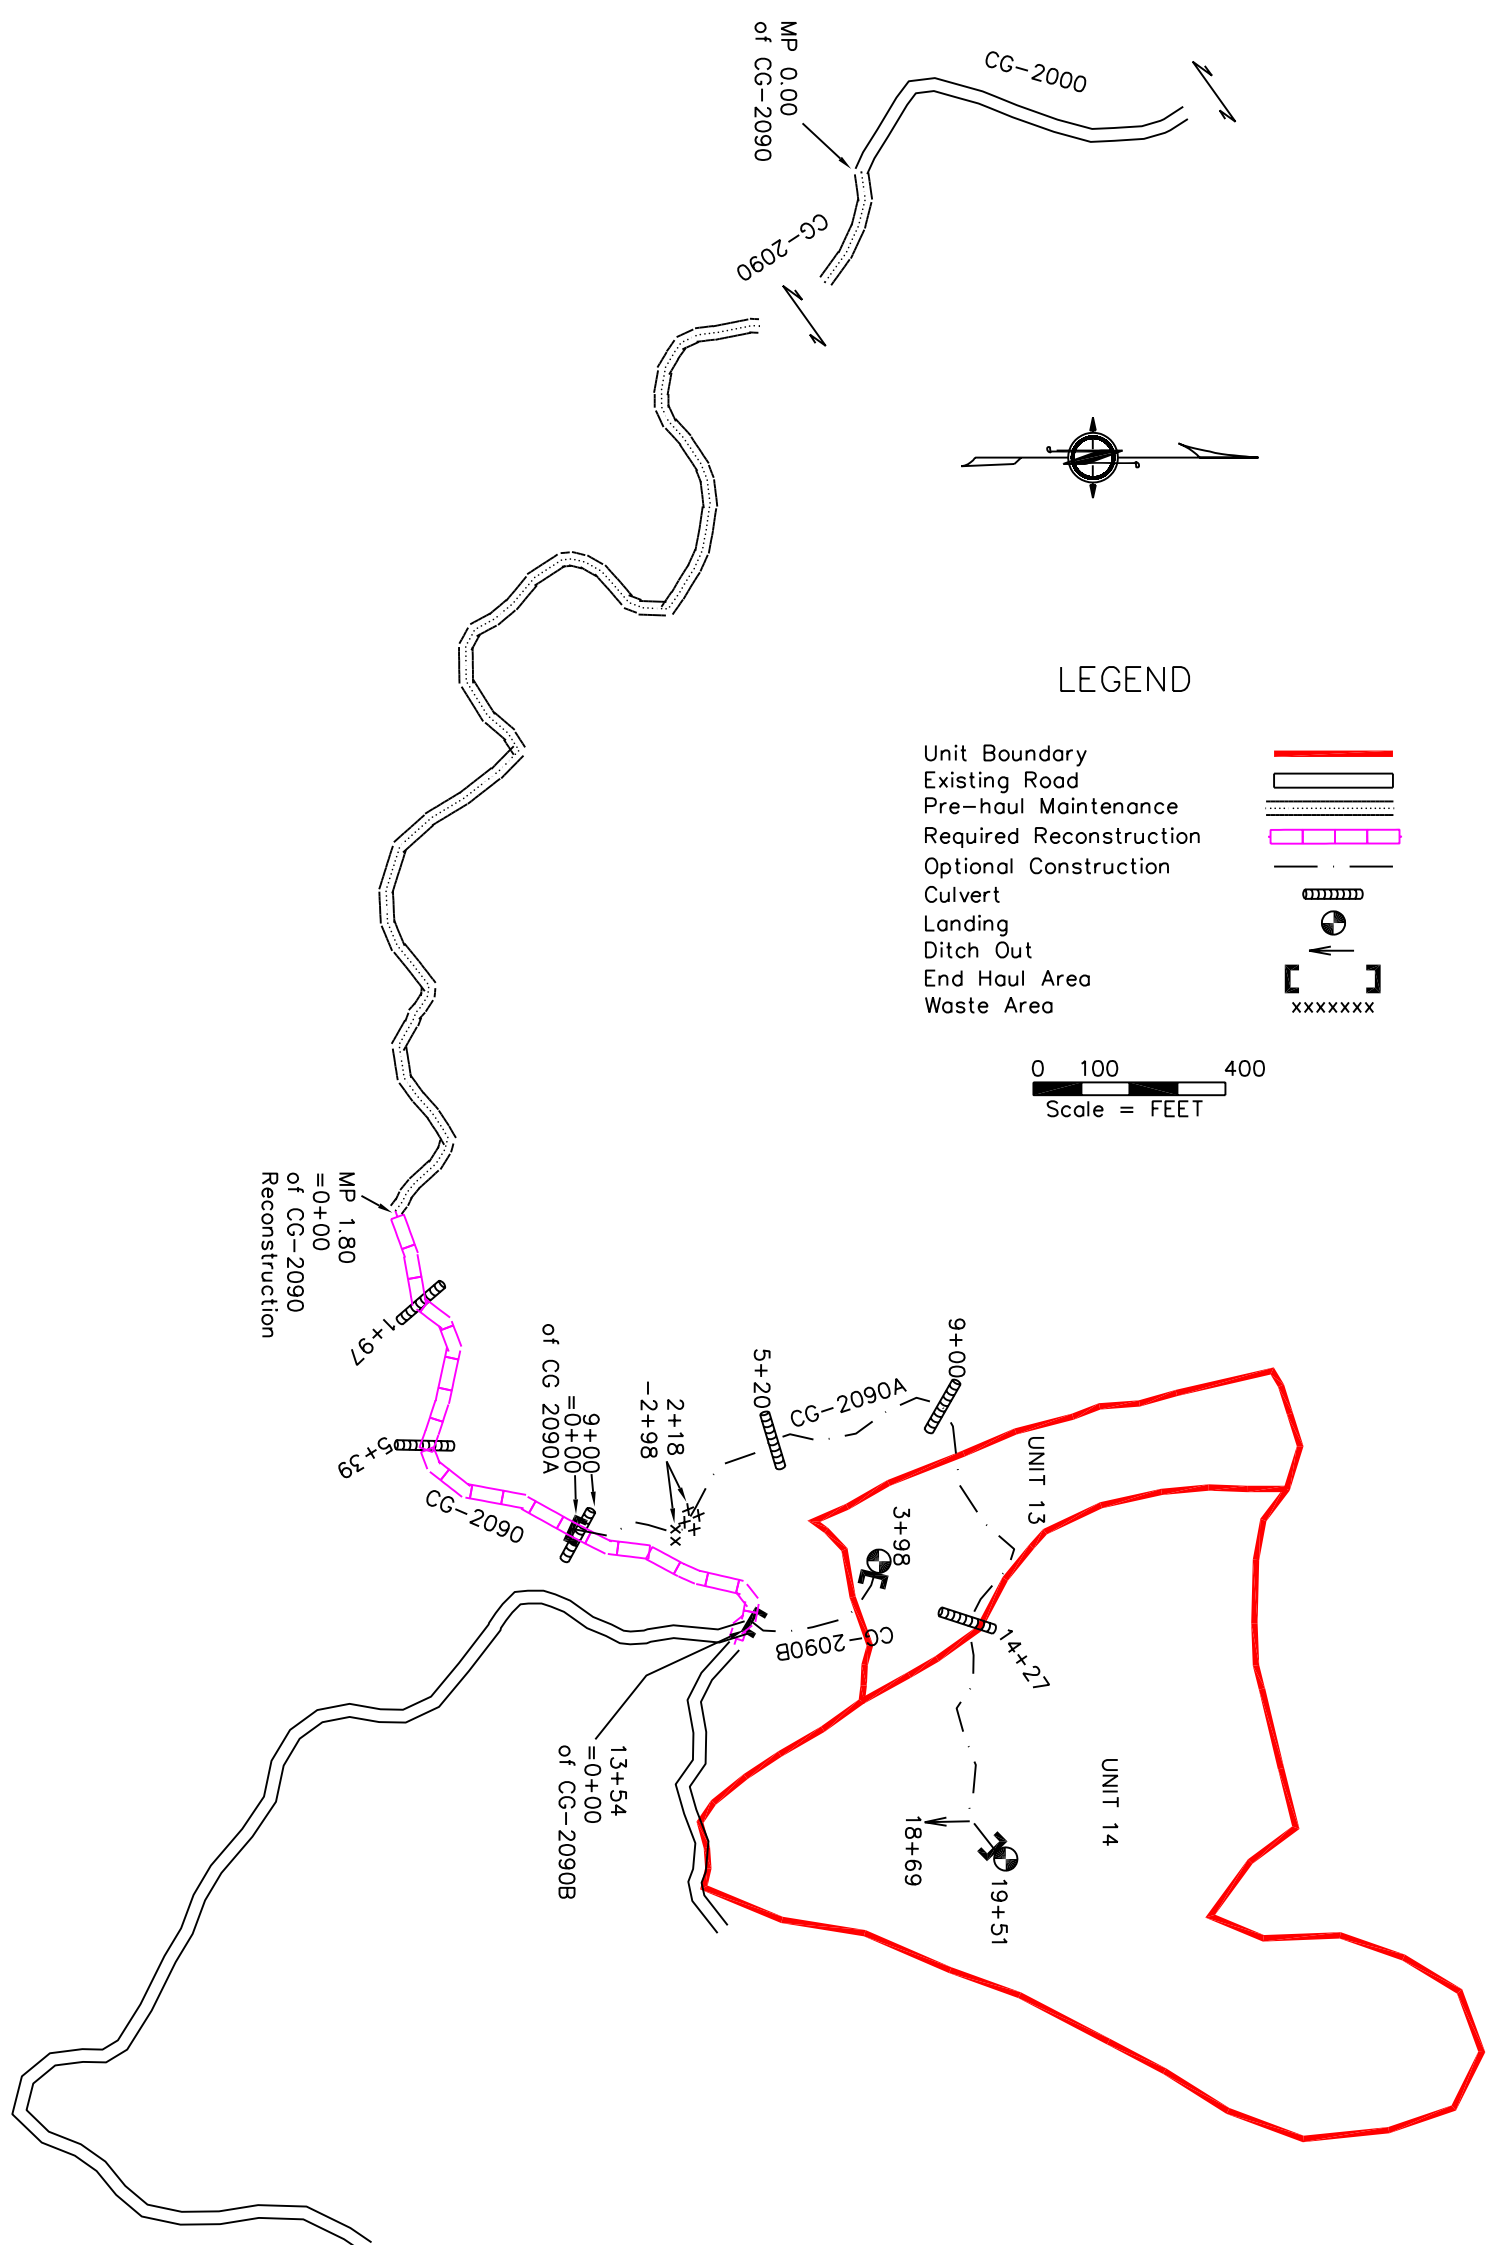 CG-2000
MP 0.00
of CG-2090
CG-2090
LEGEND
Unit Boundary
Existing Road
Pre-haul Maintenance
Required Reconstruction
Optional Construction
Culvert
Landing
Ditch Out
End Haul Area
Waste Area
xxxxxxx
0 100 400
Scale = FEET
MP 1.80
=0+00
of CG-2090
Reconstruction
1+97
5+39
CG-2090
9+00
=0+00
of CG 2090A
2+18
-2+98
xx
xx
xx
5+20
CG-2090A
9+00
UNIT 13
3+98
CG-2090B
14+27
13+54
=0+00
of CG-2090B
UNIT 14
18+69
19+51